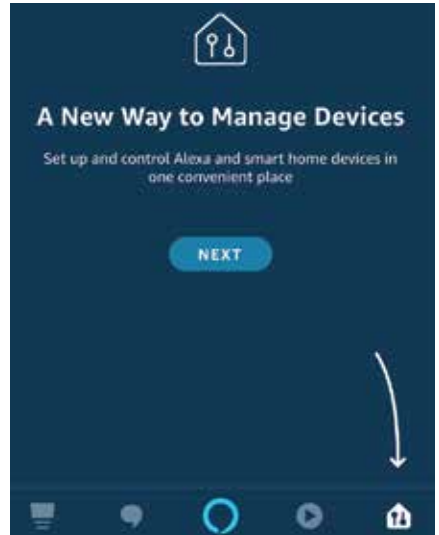 A New Way to Manage Devices
Set up and control Alexa and smart home devices in
one convenient place
NEXT